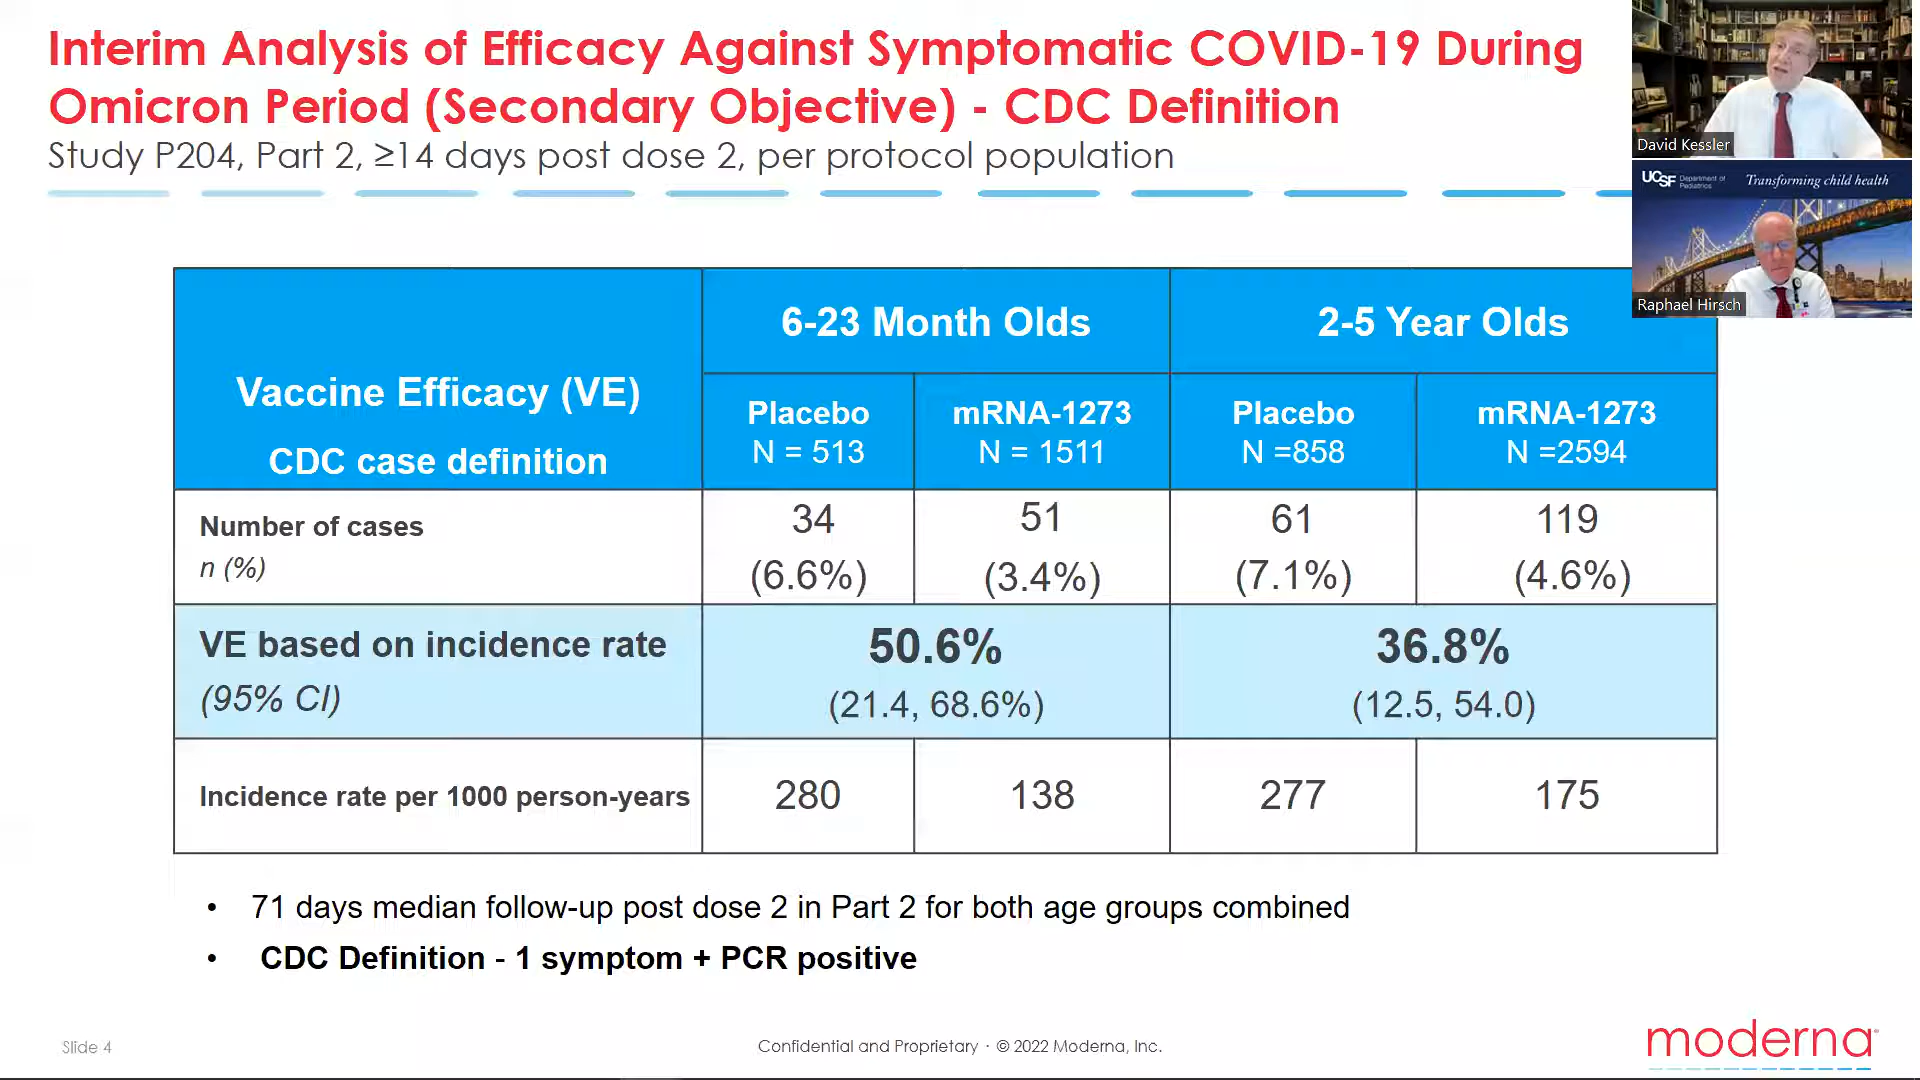 Interim Analysis of Efficacy Against Symptomatic COVID-19 During
Omicron Period (Secondary Objective) - CDC Definition
Study P204, Part 2, ≥14 days post dose 2, per protocol population
David Kessler
UCSF Department of
Pediatrics
Transforming child health
Raphael Hirsch
Vaccine Efficacy (VE)
CDC case definition
6-23 Month Olds
2-5 Year Olds
Placebo
N = 513
mRNA-1273
N = 1511
Placebo
N =858
mRNA-1273
N =2594
Number of cases
n (%)
34
(6.6%)
51
(3.4%)
61
(7.1%)
119
(4.6%)
VE based on incidence rate
(95% CI)
50.6%
(21.4, 68.6%)
36.8%
(12.5, 54.0)
Incidence rate per 1000 person-years
280
138
277
175
• 71 days median follow-up post dose 2 in Part 2 for both age groups combined
• CDC Definition - 1 symptom + PCR positive
Slide 4
Confidential and Proprietary · © 2022 Moderna, Inc.
moderna